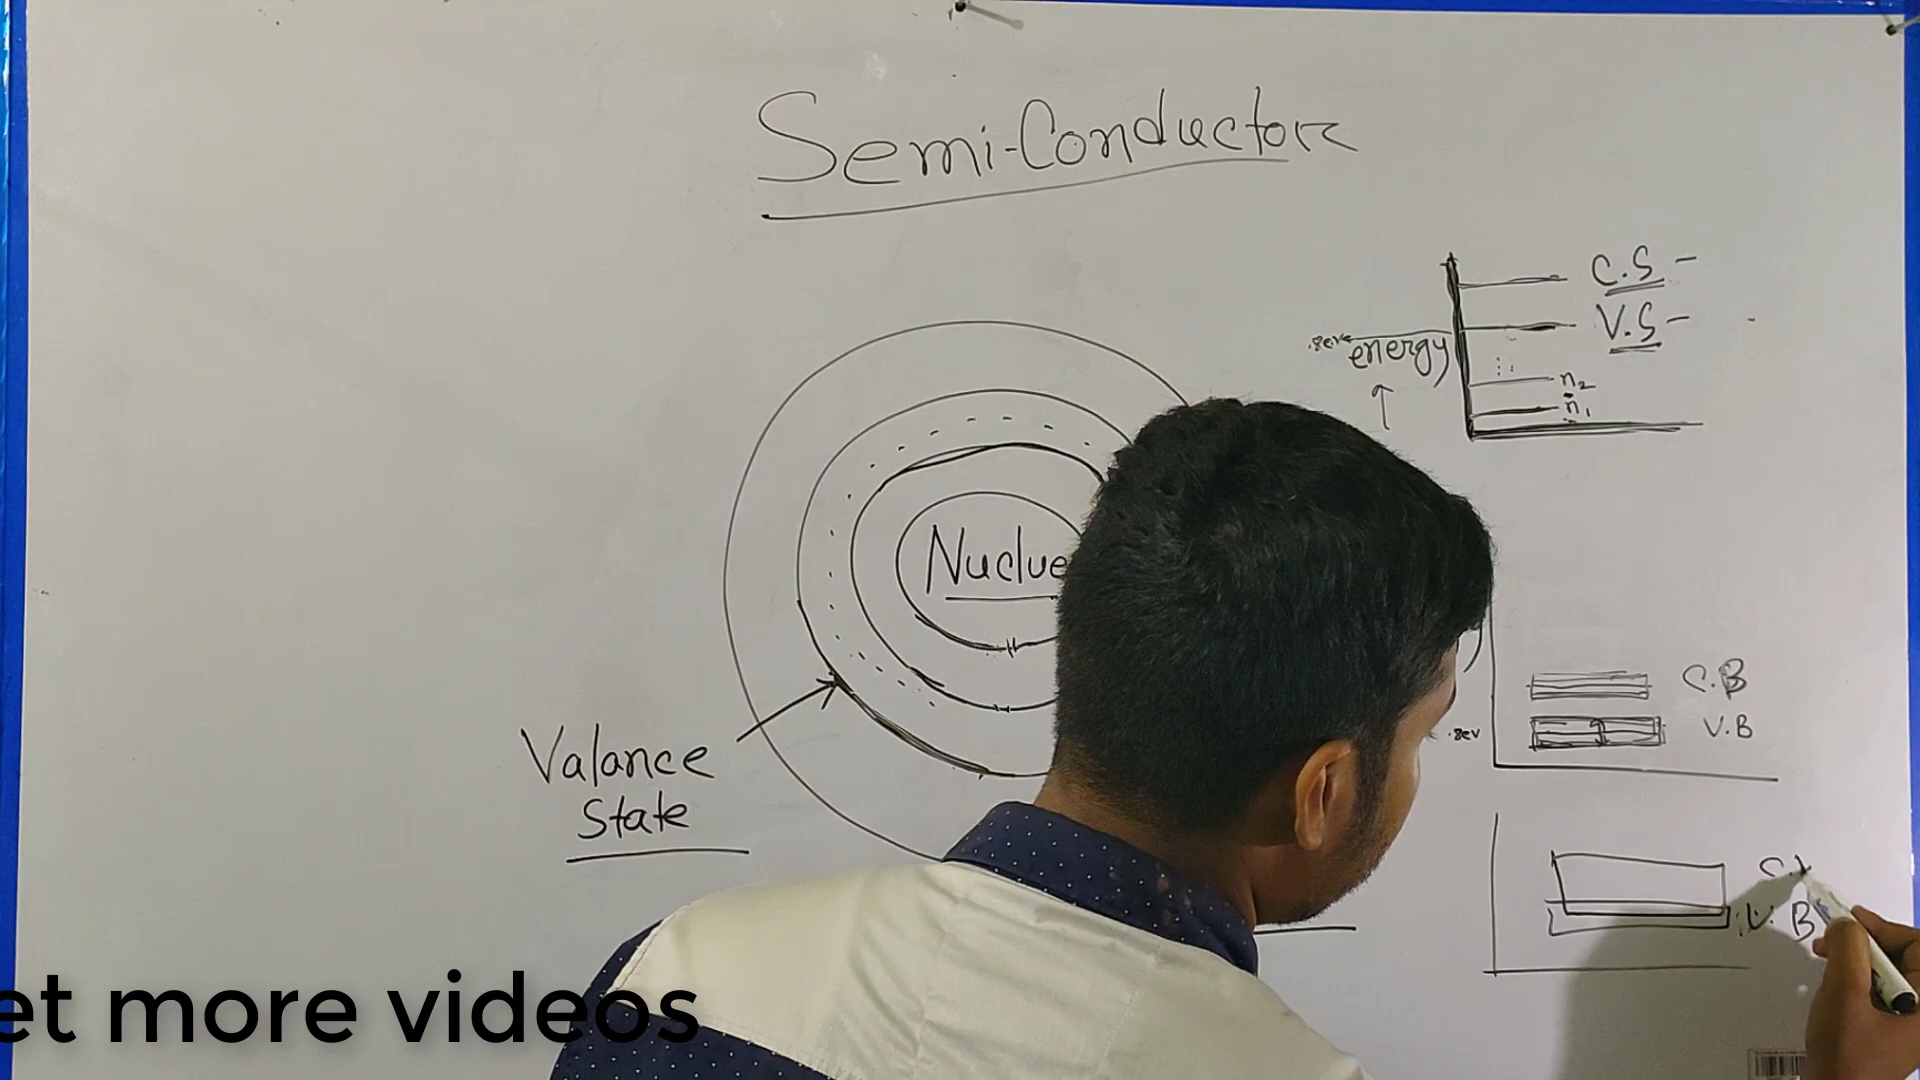 Semi-Conductor
C.S -
V.S -
.8ev
energy
n2
n1
Nuclue
C.B
V.B
.8ev
Valance
State
C.
V.B
et more videos